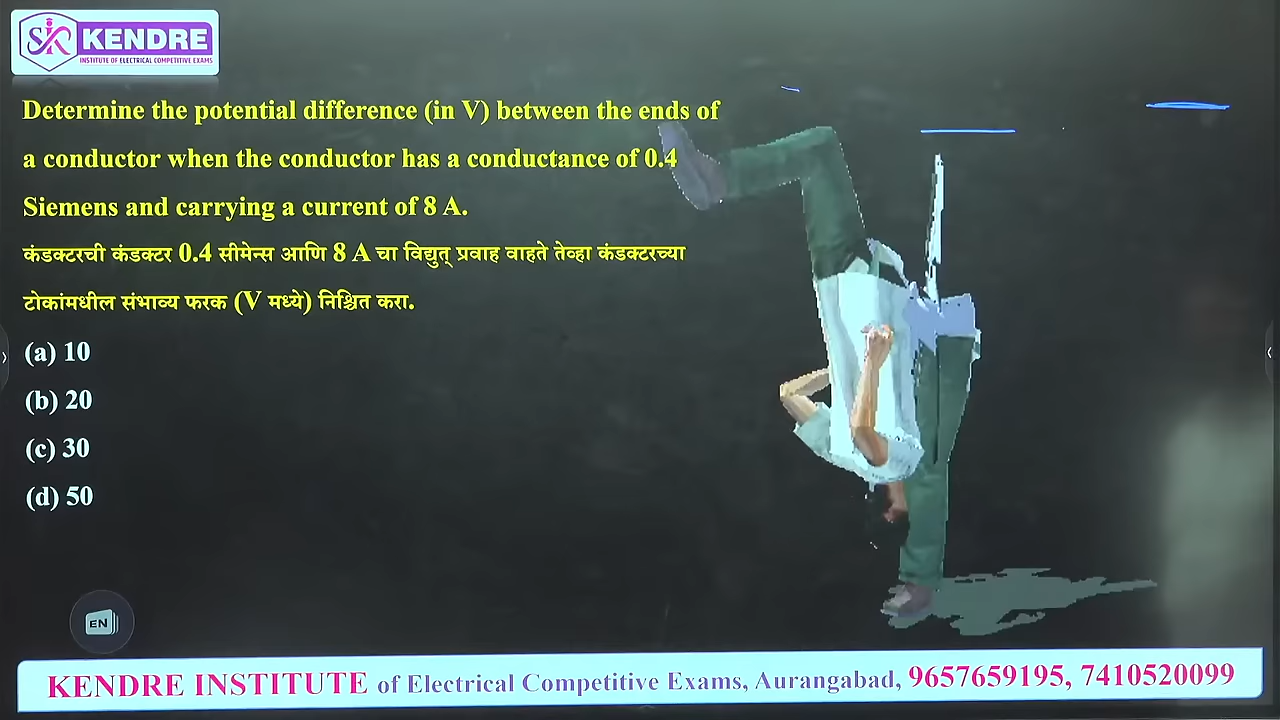 SIR KENDRE
INSTITUTE OF ELECTRICAL COMPETITIVE EXAMS
Determine the potential difference (in V) between the ends of
a conductor when the conductor has a conductance of 0.4
Siemens and carrying a current of 8 A.
कंडक्टरची कंडक्टर 0.4 सीमेन्स आणि 8 A चा विद्युत् प्रवाह वाहते तेव्हा कंडक्टरच्या
टोकांमधील संभाव्य फरक (V मध्ये) निश्चित करा.
(a) 10
(b) 20
(c) 30
(d) 50
EN
KENDRE INSTITUTE of Electrical Competitive Exams, Aurangabad, 9657659195, 7410520099